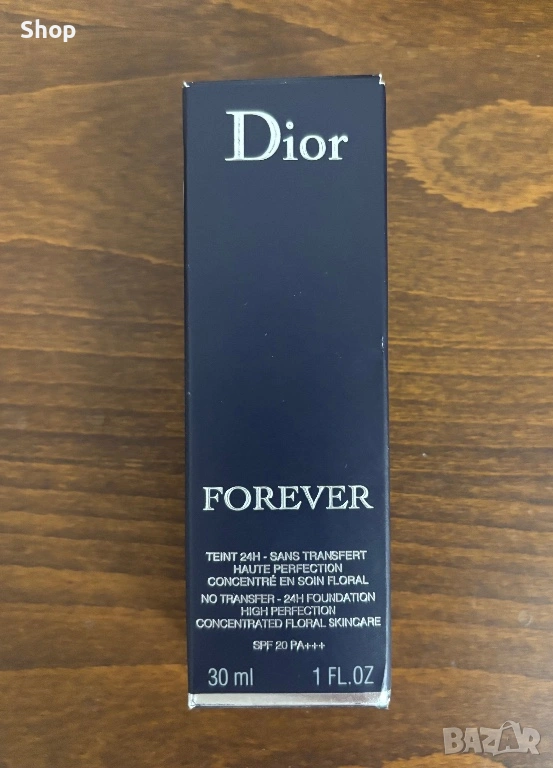 Shop
Dior
FOREVER
TEINT 24H - SANS TRANSFERT
HAUTE PERFECTION
CONCENTRÉ EN SOIN FLORAL
NO TRANSFER - 24H FOUNDATION
HIGH PERFECTION
CONCENTRATED FLORAL SKINCARE
SPF 20 PA+++
30 ml 1 FL.OZ
BAZAR